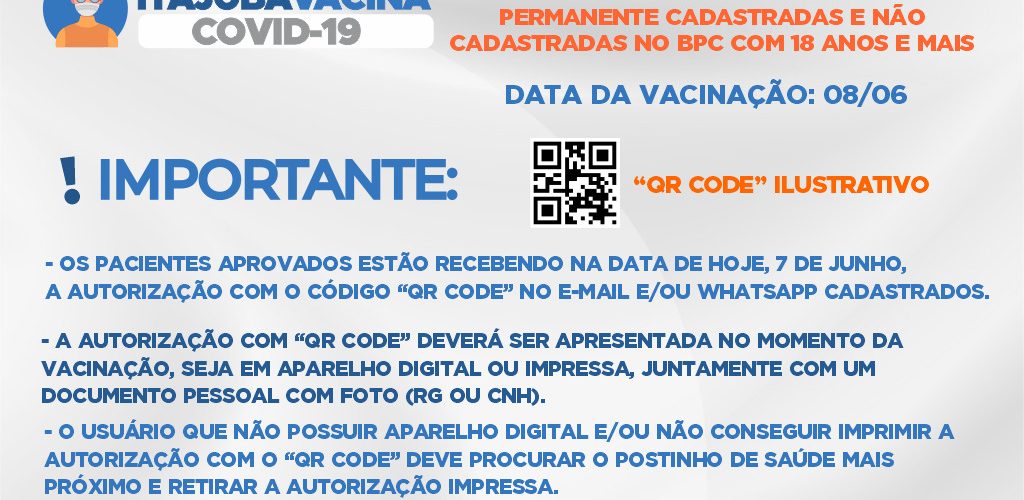 ITAJUBÁ VACINA
COVID-19
PERMANENTE CADASTRADAS E NÃO
CADASTRADAS NO BPC COM 18 ANOS E MAIS
DATA DA VACINAÇÃO: 08/06
! IMPORTANTE:
“QR CODE” ILUSTRATIVO
- OS PACIENTES APROVADOS ESTÃO RECEBENDO NA DATA DE HOJE, 7 DE JUNHO,
A AUTORIZAÇÃO COM O CÓDIGO “QR CODE” NO E-MAIL E/OU WHATSAPP CADASTRADOS.
- A AUTORIZAÇÃO COM “QR CODE” DEVERÁ SER APRESENTADA NO MOMENTO DA
VACINAÇÃO, SEJA EM APARELHO DIGITAL OU IMPRESSA, JUNTAMENTE COM UM
DOCUMENTO PESSOAL COM FOTO (RG OU CNH).
- O USUÁRIO QUE NÃO POSSUIR APARELHO DIGITAL E/OU NÃO CONSEGUIR IMPRIMIR A
AUTORIZAÇÃO COM O “QR CODE” DEVE PROCURAR O POSTINHO DE SAÚDE MAIS
PRÓXIMO E RETIRAR A AUTORIZAÇÃO IMPRESSA.